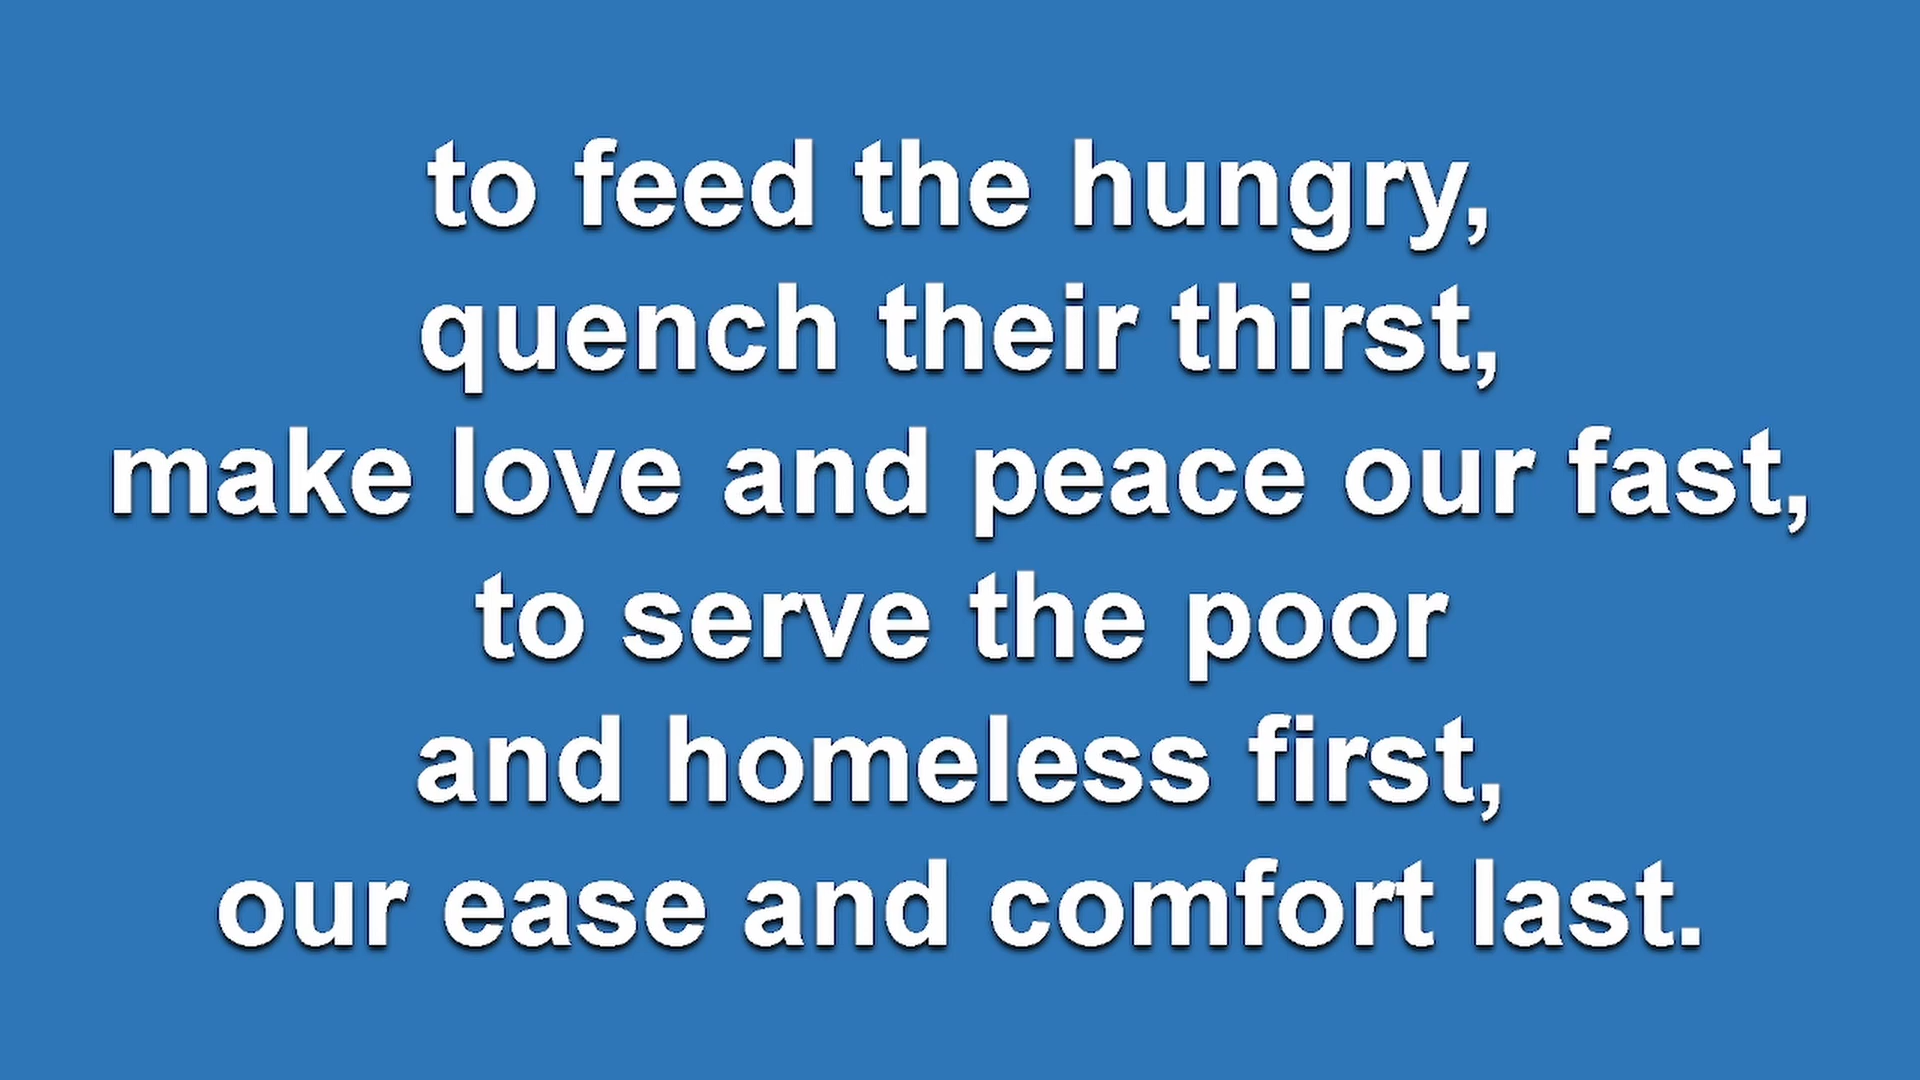 to feed the hungry,
quench their thirst,
make love and peace our fast,
to serve the poor
and homeless first,
our ease and comfort last.